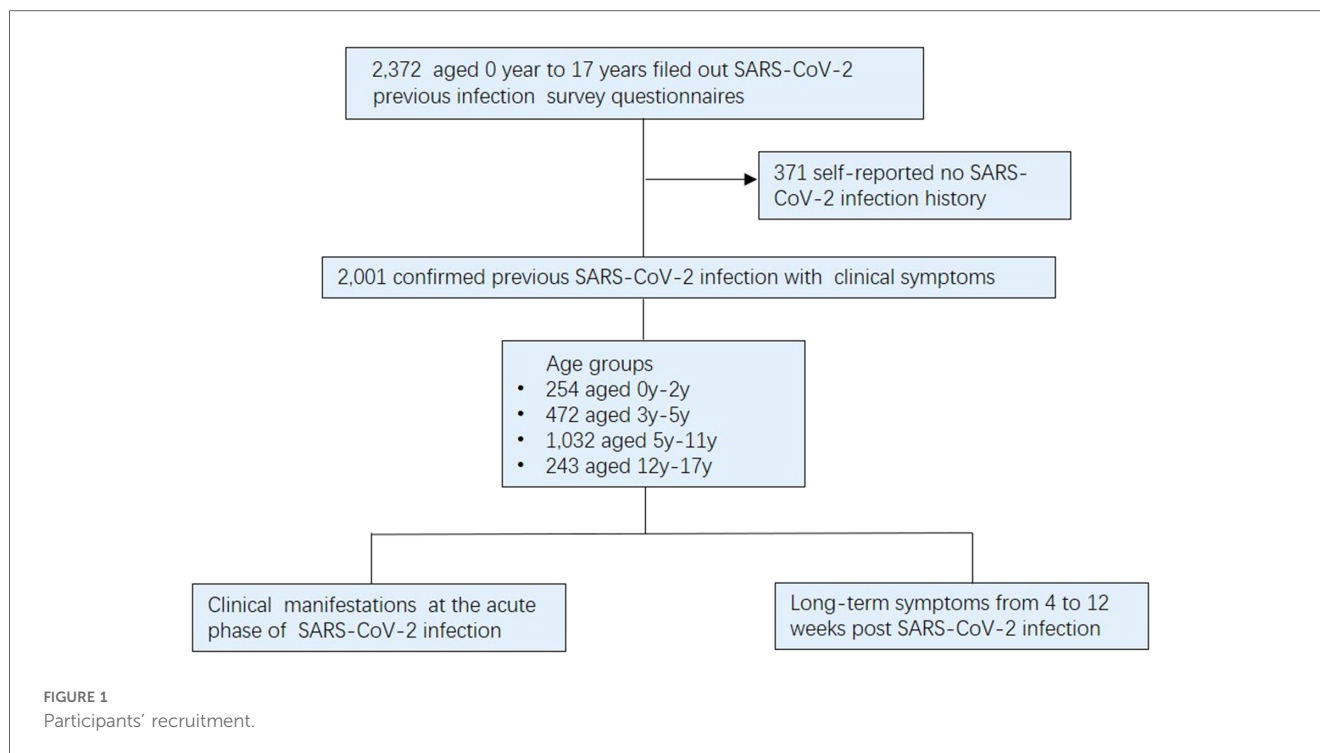 2,372 aged 0 year to 17 years filed out SARS-CoV-2
previous infection survey questionnaires
371 self-reported no SARS-
CoV-2 infection history
2,001 confirmed previous SARS-CoV-2 infection with clinical symptoms
Age groups
• 254 aged 0y-2y
• 472 aged 3y-5y
• 1,032 aged 5y-11y
• 243 aged 12y-17y
Clinical manifestations at the acute
phase of SARS-CoV-2 infection
Long-term symptoms from 4 to 12
weeks post SARS-CoV-2 infection
FIGURE 1
Participants’ recruitment.